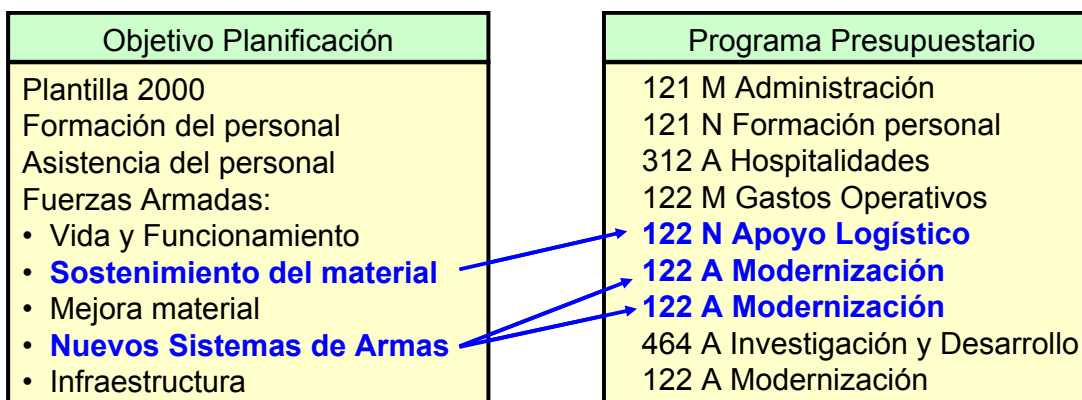 Objetivo Planificación
Plantilla 2000
Formación del personal
Asistencia del personal
Fuerzas Armadas:
• Vida y Funcionamiento
• Sostenimiento del material
• Mejora material
• Nuevos Sistemas de Armas
• Infraestructura
Programa Presupuestario
121 M Administración
121 N Formación personal
312 A Hospitalidades
122 M Gastos Operativos
122 N Apoyo Logístico
122 A Modernización
122 A Modernización
464 A Investigación y Desarrollo
122 A Modernización